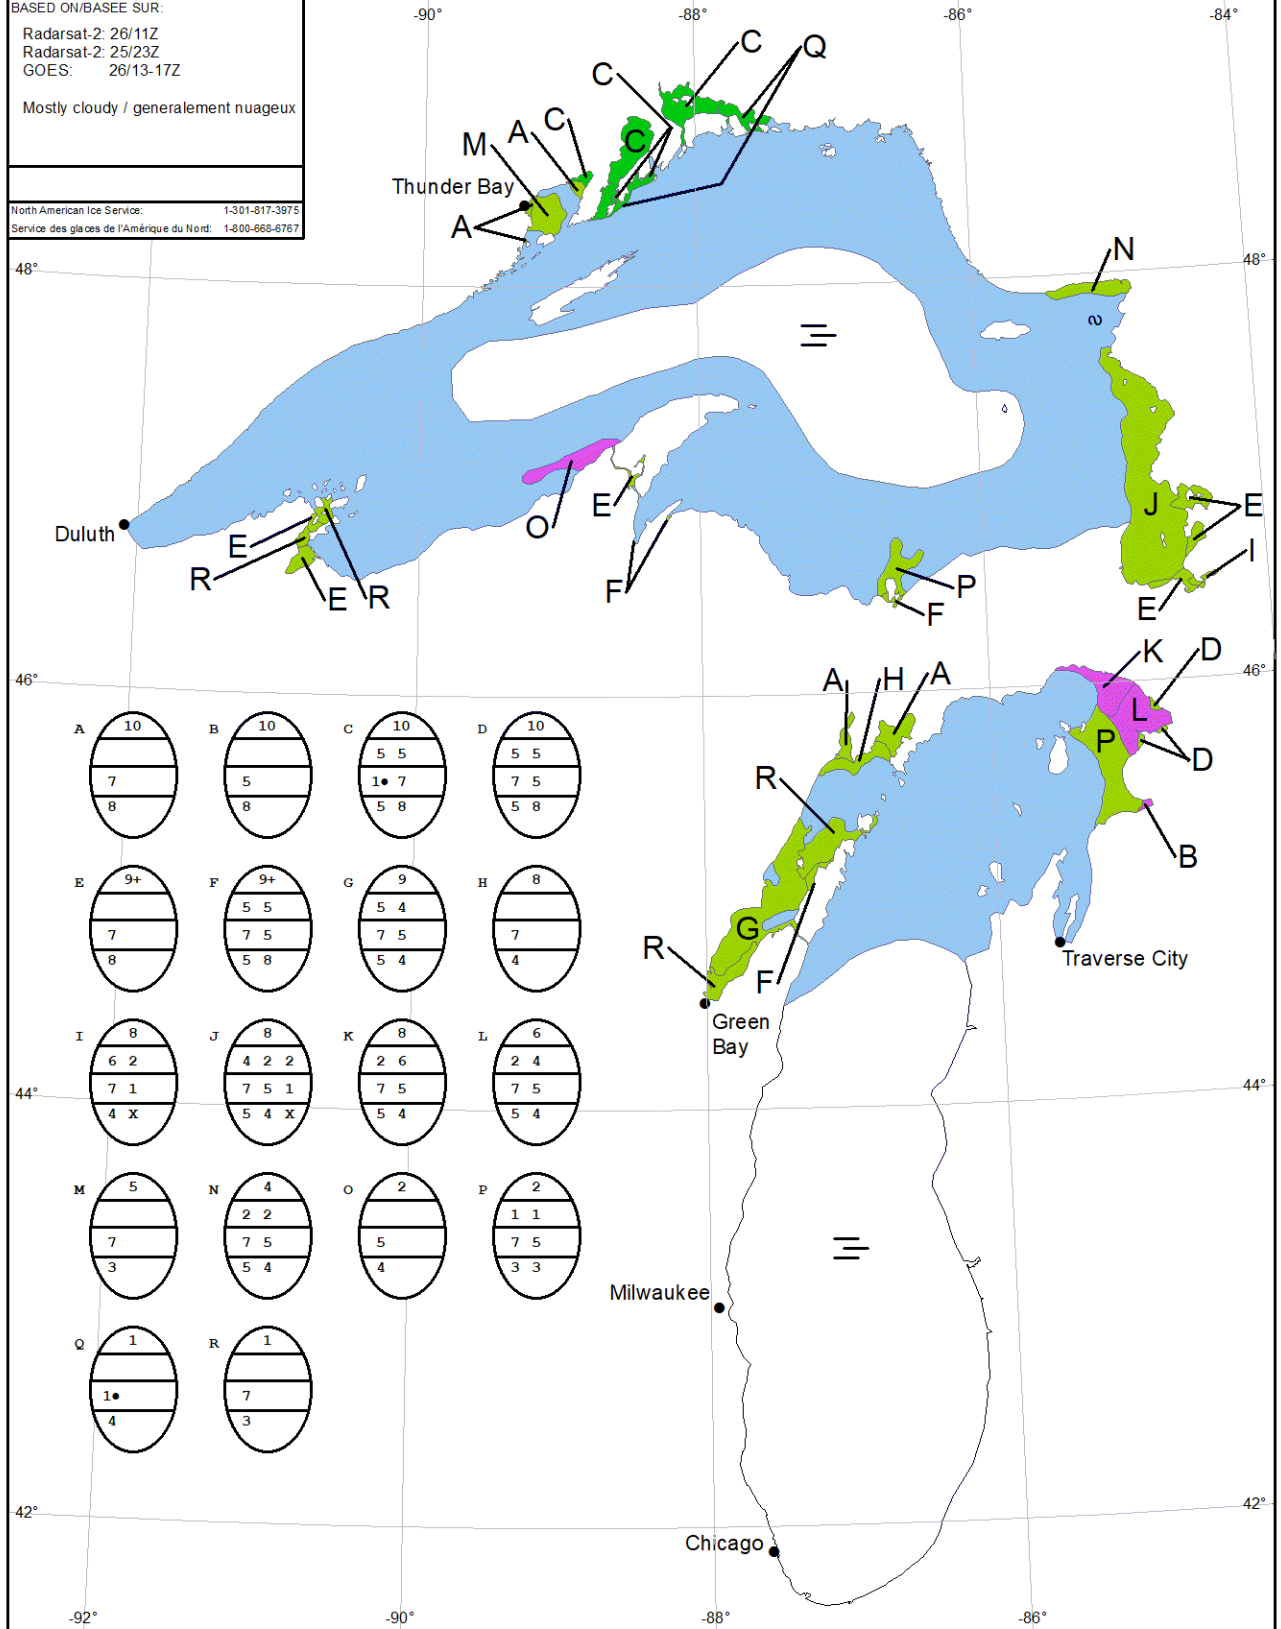 BASED ON/BASEE SUR:
Radarsat-2: 26/11Z
Radarsat-2: 25/23Z
GOES: 26/13-17Z
Mostly cloudy / generalement nuageux
North American Ice Service: 1-301-817-3975
Service des glaces de l'Amérique du Nord: 1-800-668-6767
-90° -88° -86° -84°
C Q
C
C
A
M
C
Thunder Bay
A
48° 48°
N
J
E
E
O
Duluth
E
I
R
E R
F
P
F
E
46° 46°
K D
A H A
L
P
D
R
B
G
R
F
Traverse City
Green
Bay
A 10
7
8
B 10
5
8
C 10
5 5
1• 7
5 8
D 10
5 5
7 5
5 8
E 9+
7
8
F 9+
5 5
7 5
5 8
G 9
5 4
7 5
5 4
H 8
7
4
I 8
6 2
7 1
4 X
J 8
4 2 2
7 5 1
5 4 X
K 8
2 6
7 5
5 4
L 6
2 4
7 5
5 4
44° 44°
M 5
7
3
N 4
2 2
7 5
5 4
O 2
5
4
P 2
1 1
7 5
3 3
Q 1
1•
4
R 1
7
3
Milwaukee
42° 42°
Chicago
-92° -90° -88° -86°